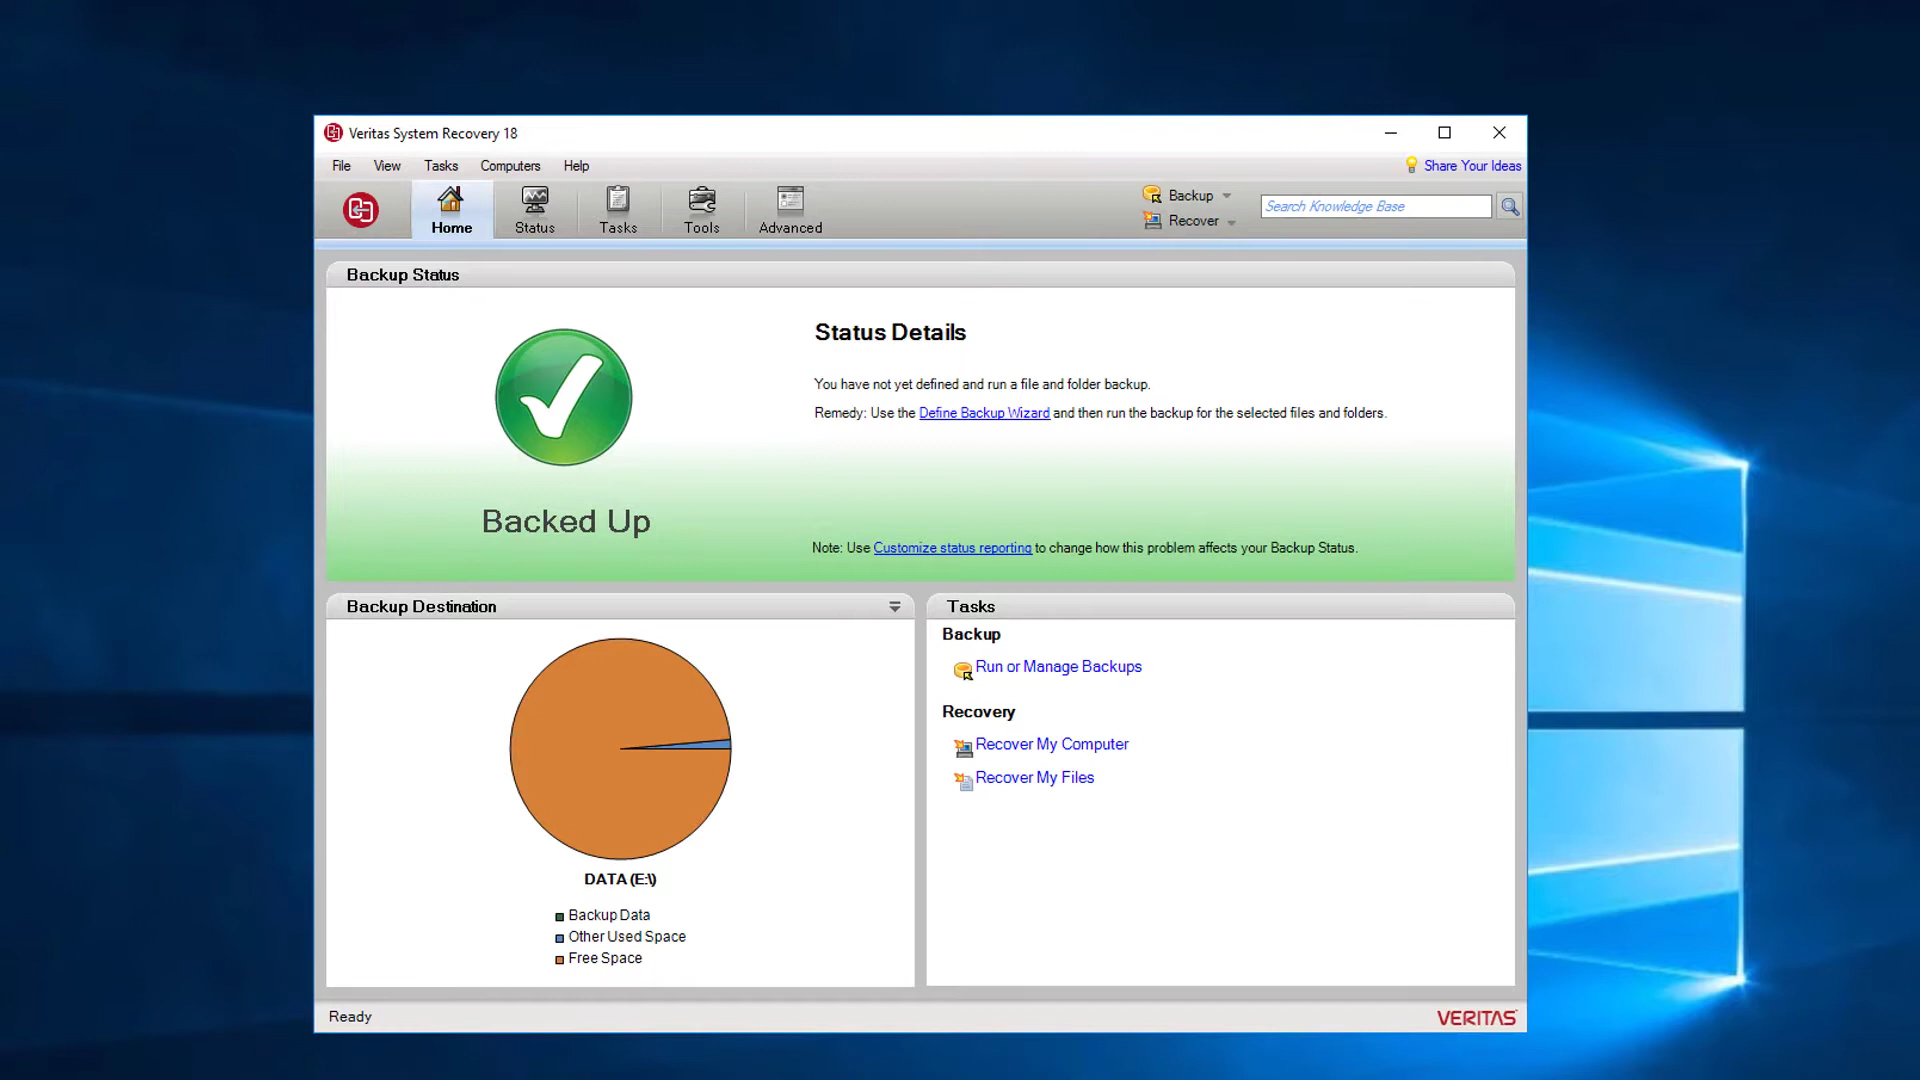 Veritas System Recovery 18
File View Tasks Computers Help
Share Your Ideas
Home Status Tasks Tools Advanced
Backup
Recover
Search Knowledge Base
Backup Status
Status Details
You have not yet defined and run a file and folder backup.
Remedy: Use the Define Backup Wizard and then run the backup for the selected files and folders.
Backed Up
Note: Use Customize status reporting to change how this problem affects your Backup Status.
Backup Destination
DATA (E:\)
Backup Data
Other Used Space
Free Space
Tasks
Backup
Run or Manage Backups
Recovery
Recover My Computer
Recover My Files
Ready
VERITAS